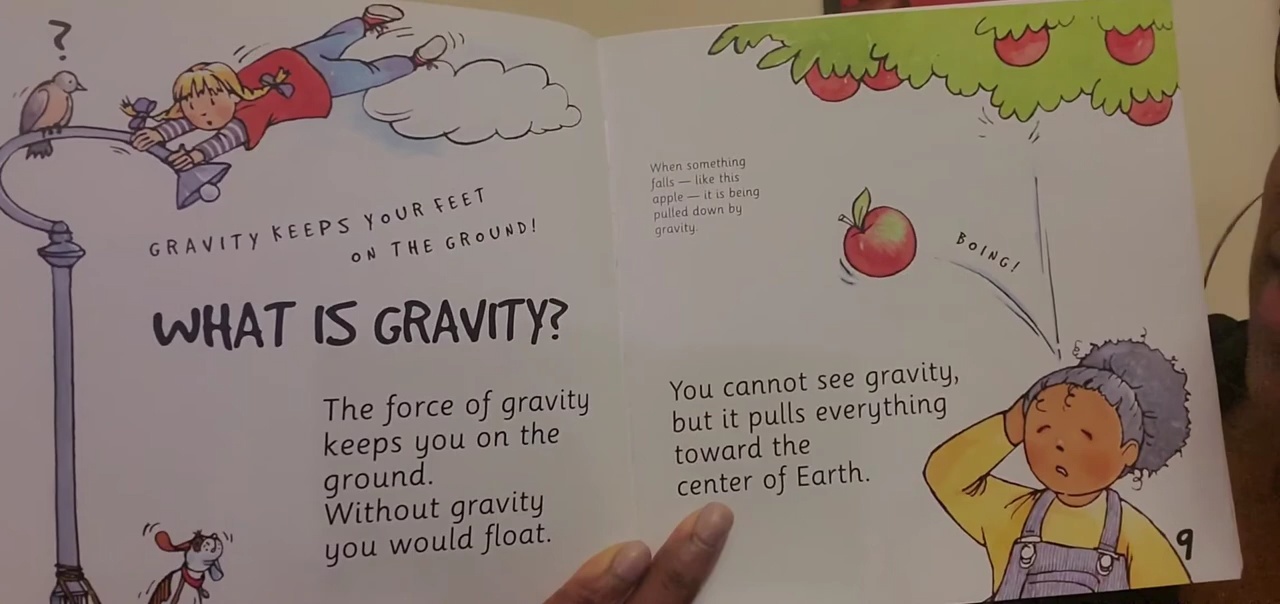 ?
GRAVITY KEEPS YOUR FEET
ON THE GROUND!
WHAT IS GRAVITY?
The force of gravity
keeps you on the
ground.
Without gravity
you would float.
When something
falls — like this
apple — it is being
pulled down by
gravity.
BOING!
You cannot see gravity,
but it pulls everything
toward the
center of Earth.
9